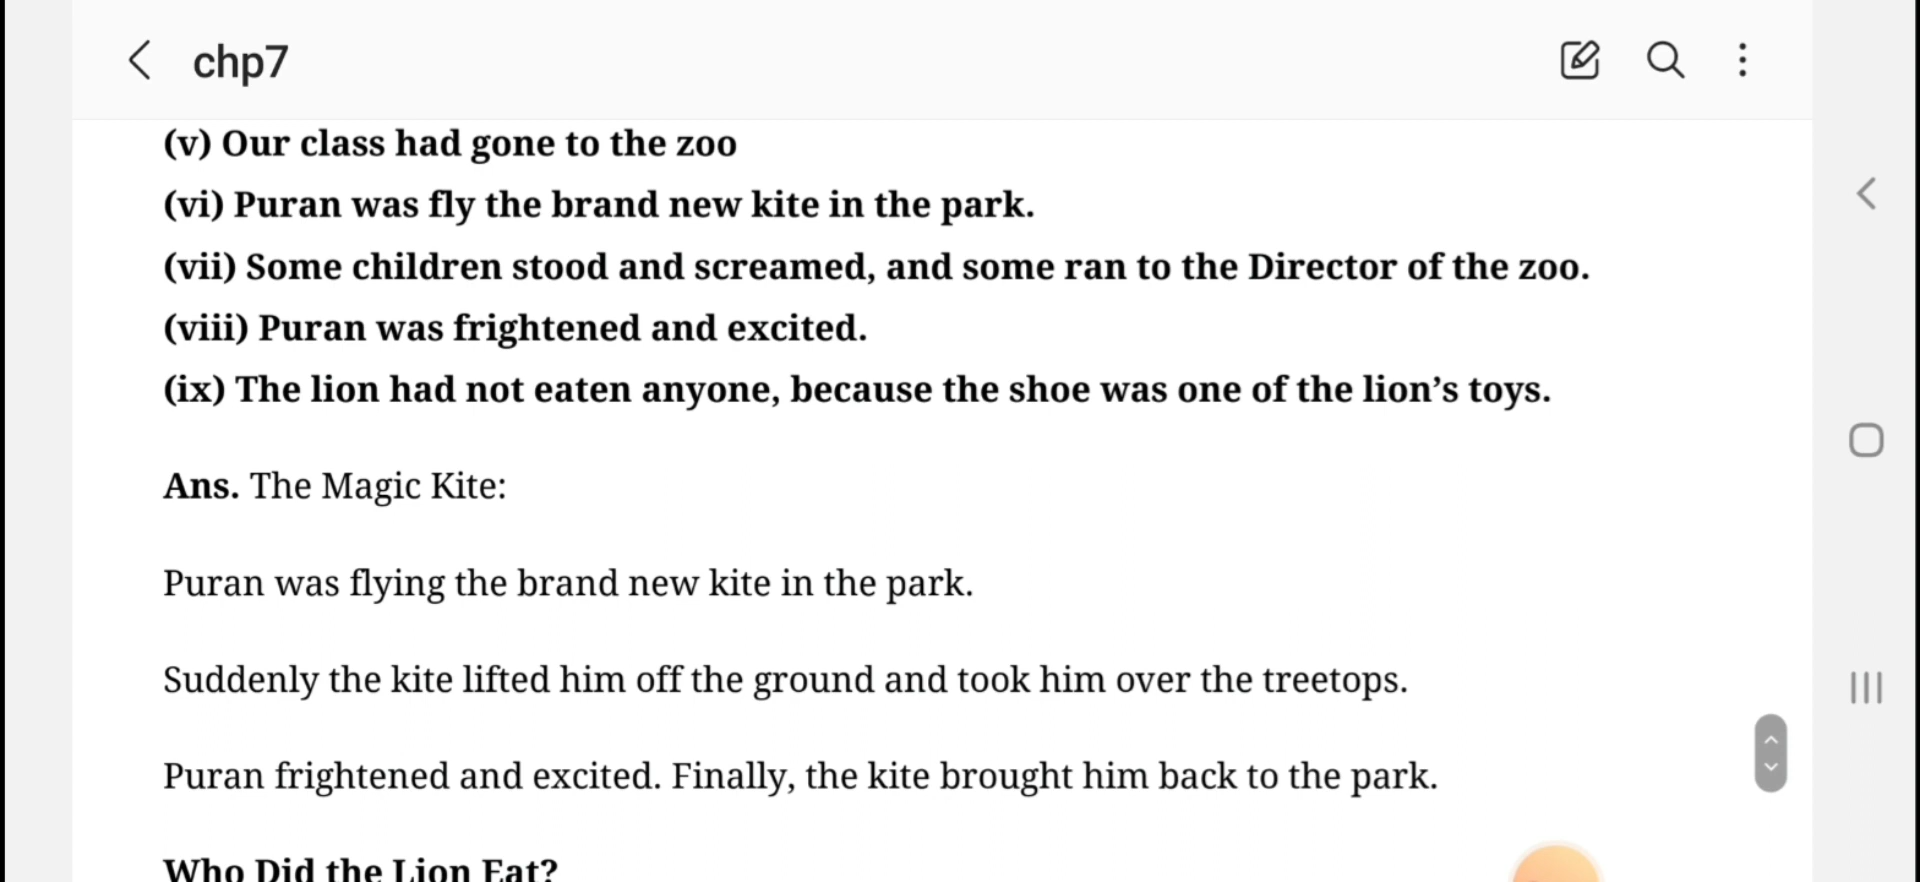 chp7
(v) Our class had gone to the zoo
(vi) Puran was fly the brand new kite in the park.
(vii) Some children stood and screamed, and some ran to the Director of the zoo.
(viii) Puran was frightened and excited.
(ix) The lion had not eaten anyone, because the shoe was one of the lion’s toys.
Ans. The Magic Kite:
Puran was flying the brand new kite in the park.
Suddenly the kite lifted him off the ground and took him over the treetops.
Puran frightened and excited. Finally, the kite brought him back to the park.
Who Did the Lion Eat?